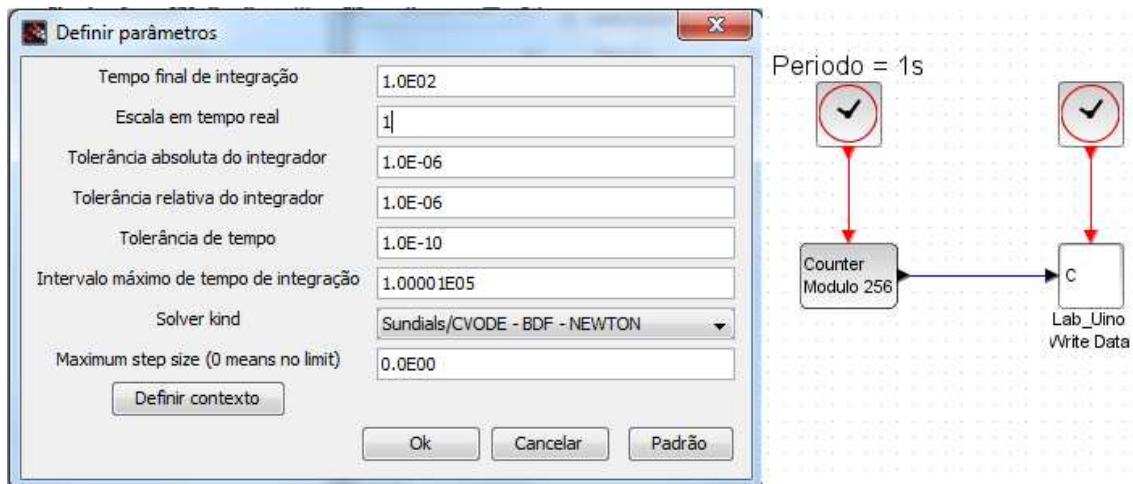 Definir parâmetros
Tempo final de integração
1.0E02
Escala em tempo real
1
Tolerância absoluta do integrador
1.0E-06
Tolerância relativa do integrador
1.0E-06
Tolerância de tempo
1.0E-10
Intervalo máximo de tempo de integração
1.00001E05
Solver kind
Sundials/CVODE - BDF - NEWTON
Maximum step size (0 means no limit)
0.0E00
Definir contexto
Ok
Cancelar
Padrão
Periodo = 1s
Counter
Modulo 256
C
Lab_Uino
Write Data